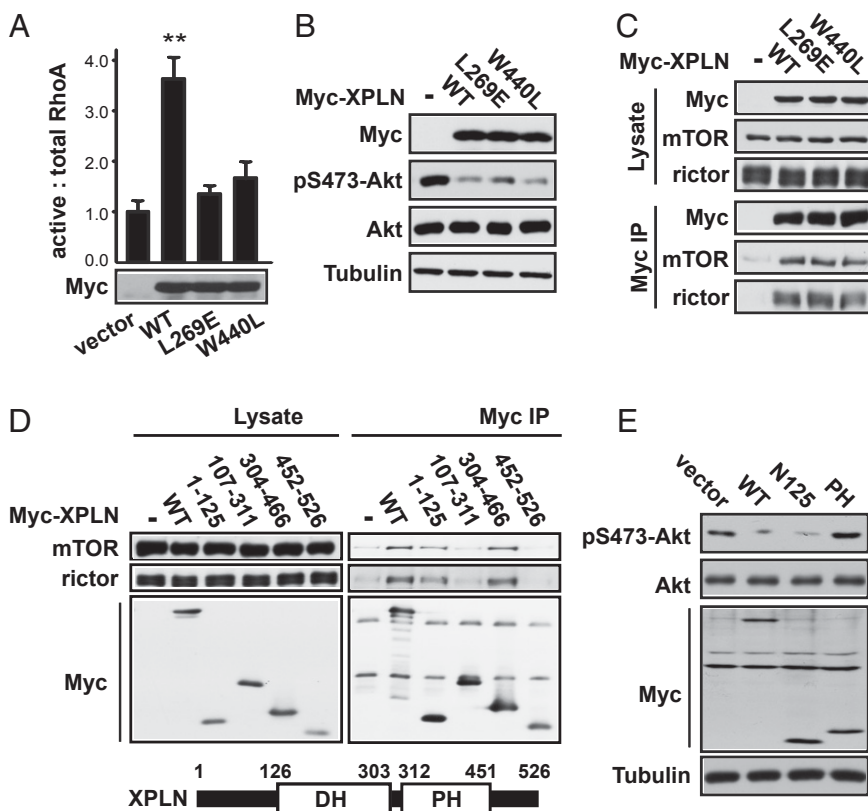 A
**
4.0
3.0
2.0
1.0
0.0
active : total RhoA
Myc
vector WT L269E W440L
B
Myc-XPLN - WT L269E W440L
Myc
pS473-Akt
Akt
Tubulin
C
Myc-XPLN - WT L269E W440L
Lysate
Myc
mTOR
rictor
Myc IP
Myc
mTOR
rictor
D
Lysate Myc IP
Myc-XPLN - WT 1-125 107-311 304-466 452-526 - WT 1-125 107-311 304-466 452-526
mTOR
rictor
Myc
1 126 303 312 451 526
XPLN DH PH
E
vector WT N125 PH
pS473-Akt
Akt
Myc
Tubulin